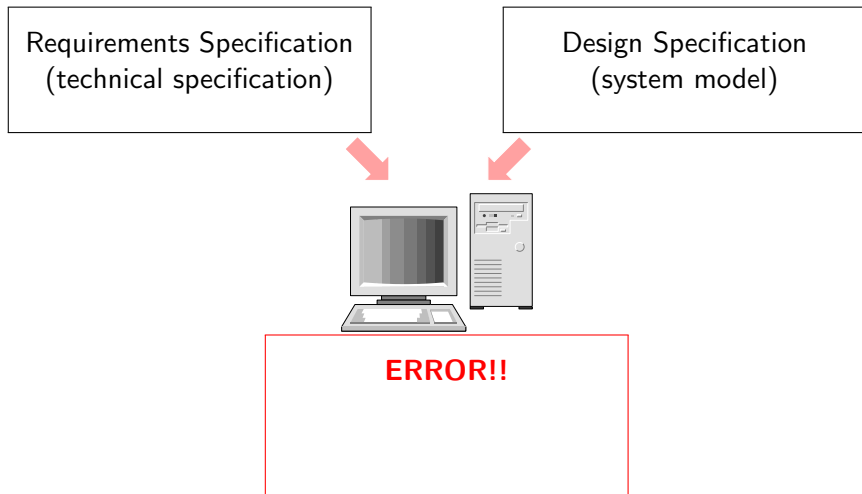 Requirements Specification
(technical specification)
Design Specification
(system model)
ERROR!!